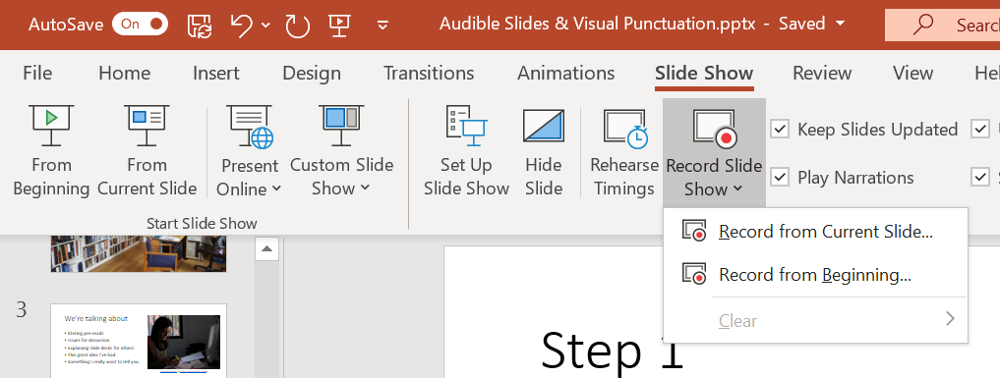 AutoSave On Audible Slides & Visual Punctuation.pptx - Saved Search
File Home Insert Design Transitions Animations Slide Show Review View Hel
From Beginning
From Current Slide
Present Online
Custom Slide Show
Set Up Slide Show
Hide Slide
Rehearse Timings
Record Slide Show
Keep Slides Updated
Play Narrations
Start Slide Show
Record from Current Slide...
Record from Beginning...
Clear
3
We're talking about
Meting pre-reads
Issues for discussion
Explaining slide decks for others
This great idea I've had
Something I really want to tell you
Step 1